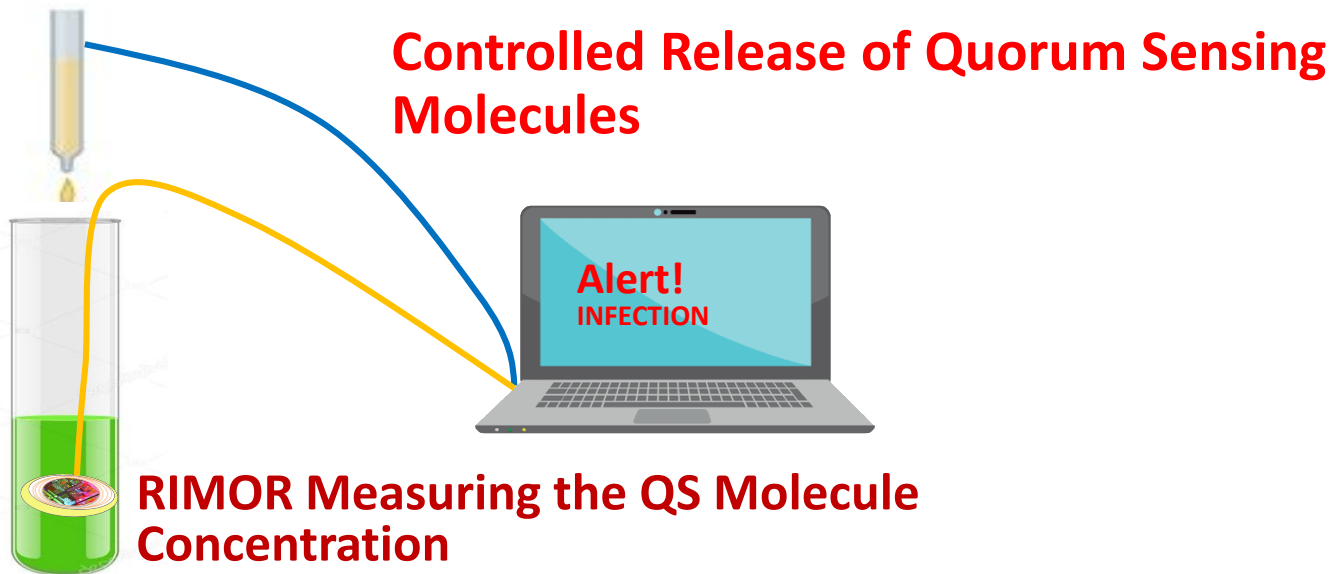 Controlled Release of Quorum Sensing
Molecules
Alert!
INFECTION
RIMOR Measuring the QS Molecule
Concentration